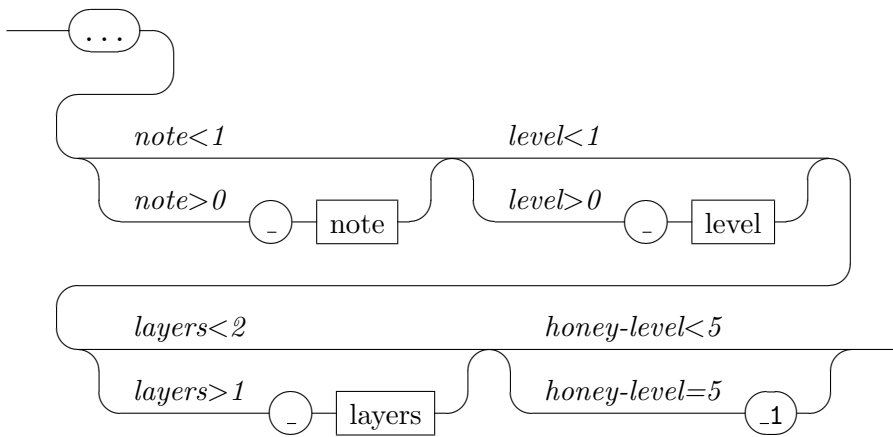 ...
note<1 level<1
note>0 _ note level>0 _ level
layers<2 honey-level<5
layers>1 _ layers honey-level=5 _1